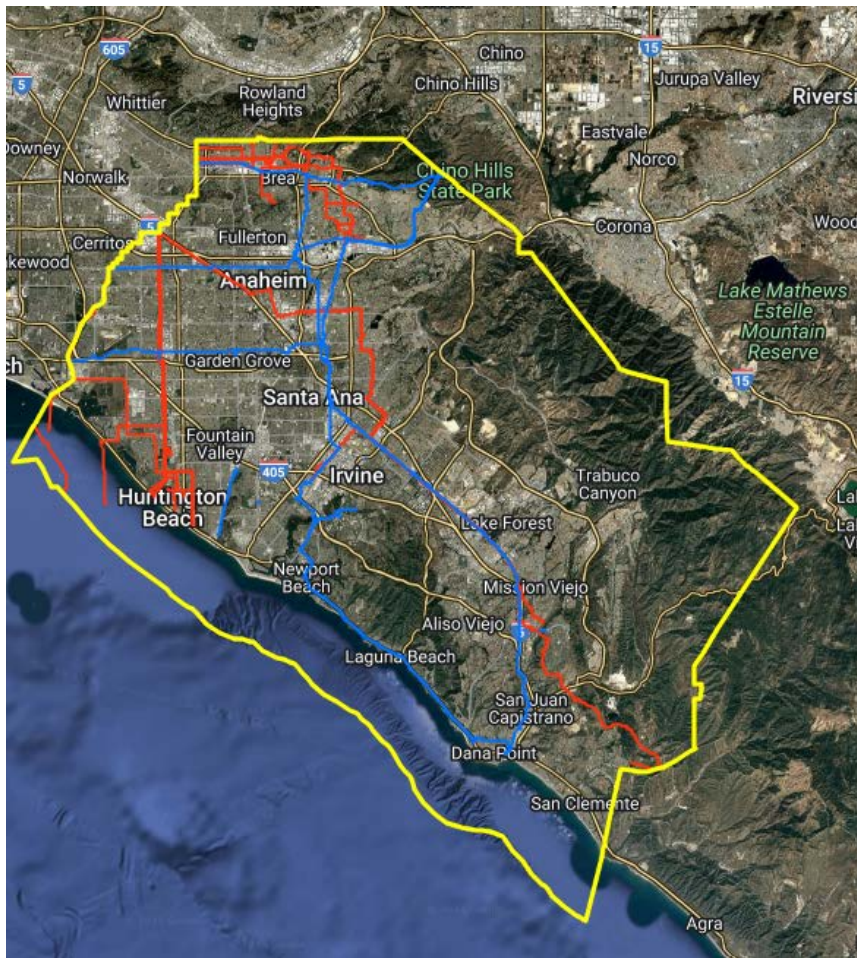 605
15
Chino
5
Rowland
Heights
Chino Hills
Jurupa Valley
Whittier
Riversi
Downey
Eastvale
Norwalk
Brea
Chino Hills
State Park
Norco
5
Corona
Wood
Cerritos
Fullerton
akewood
Anaheim
Lake Mathews
Estelle
Mountain
Reserve
ch
Garden Grove
15
Santa Ana
Fountain
Valley
405
Irvine
Trabuco
Canyon
Huntington
Beach
La
La
V
Lake Forest
Newport
Beach
Mission Viejo
Aliso Viejo
5
Laguna Beach
San Juan
Capistrano
Dana Point
San Clemente
Agra